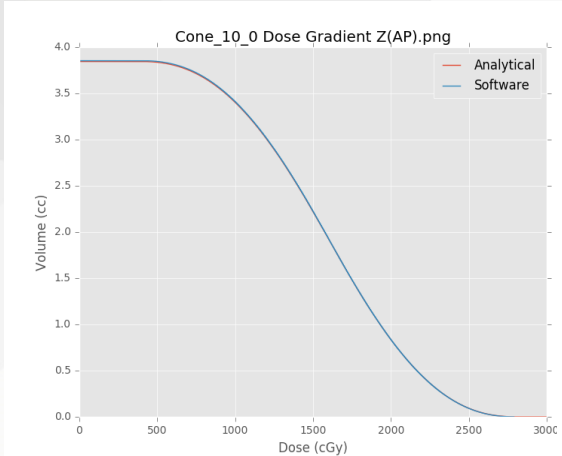 Cone_10_0 Dose Gradient Z(AP).png
4.0
3.5
3.0
2.5
2.0
1.5
1.0
0.5
0.0
Volume (cc)
Analytical
Software
0 500 1000 1500 2000 2500 3000
Dose (cGy)